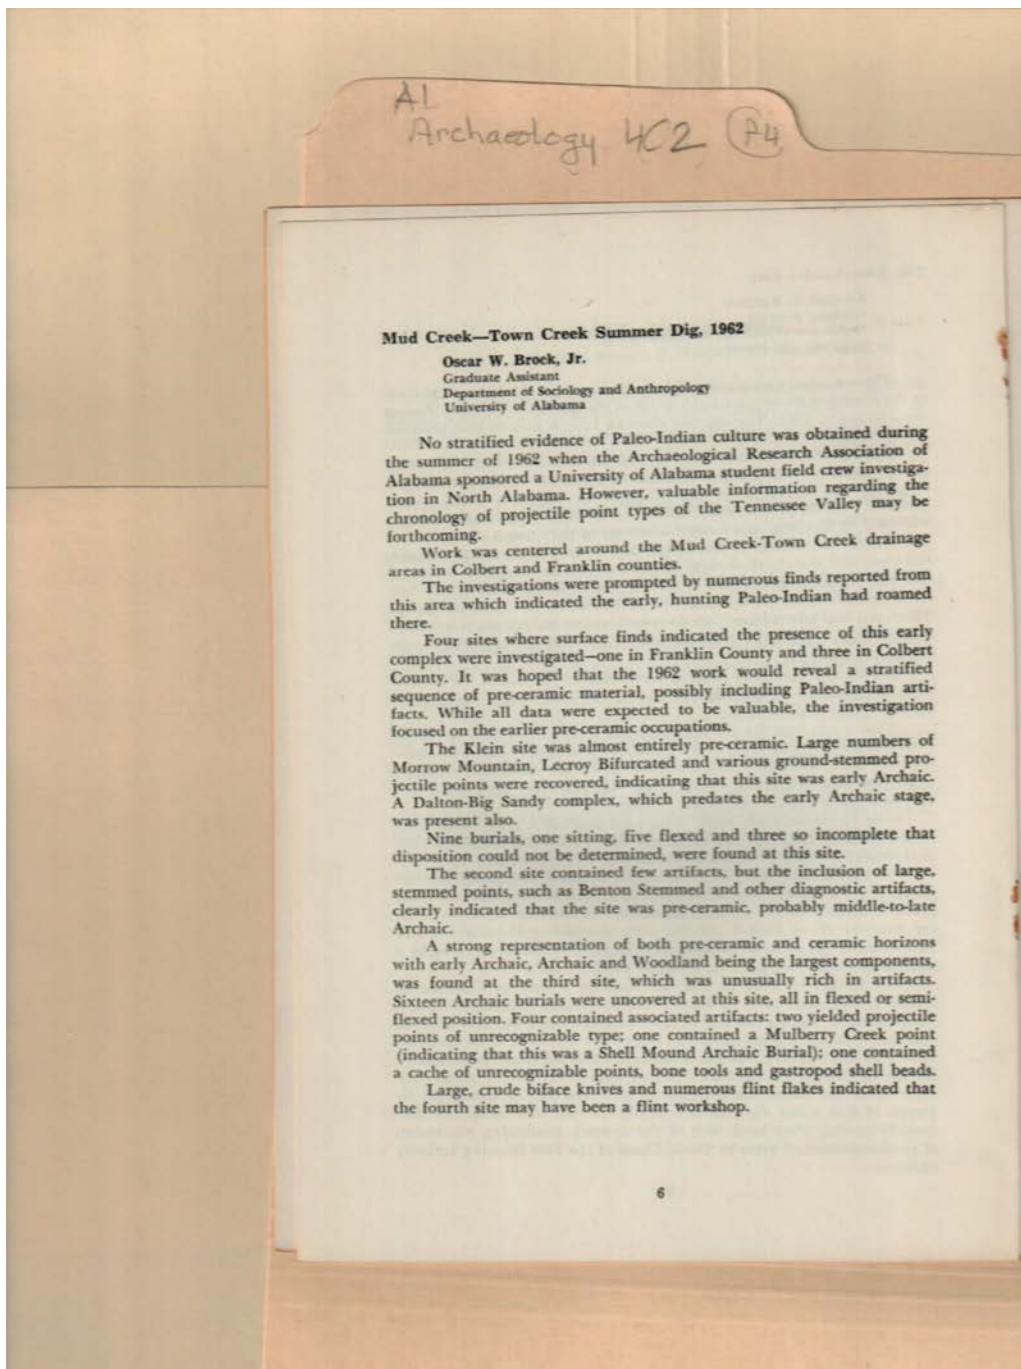 AL
Archaeology 4C2 P4
Mud Creek—Town Creek Summer Dig, 1962
Oscar W. Brock, Jr.
Graduate Assistant
Department of Sociology and Anthropology
University of Alabama
No stratified evidence of Paleo-Indian culture was obtained during
the summer of 1962 when the Archaeological Research Association of
Alabama sponsored a University of Alabama student field crew investiga-
tion in North Alabama. However, valuable information regarding the
chronology of projectile point types of the Tennessee Valley may be
forthcoming.
Work was centered around the Mud Creek-Town Creek drainage
areas in Colbert and Franklin counties.
The investigations were prompted by numerous finds reported from
this area which indicated the early, hunting Paleo-Indian had roamed
there.
Four sites where surface finds indicated the presence of this early
complex were investigated—one in Franklin County and three in Colbert
County. It was hoped that the 1962 work would reveal a stratified
sequence of pre-ceramic material, possibly including Paleo-Indian arti-
facts. While all data were expected to be valuable, the investigation
focused on the earlier pre-ceramic occupations.
The Klein site was almost entirely pre-ceramic. Large numbers of
Morrow Mountain, Lecroy Bifurcated and various ground-stemmed pro-
jectile points were recovered, indicating that this site was early Archaic.
A Dalton-Big Sandy complex, which predates the early Archaic stage,
was present also.
Nine burials, one sitting, five flexed and three so incomplete that
disposition could not be determined, were found at this site.
The second site contained few artifacts, but the inclusion of large,
stemmed points, such as Benton Stemmed and other diagnostic artifacts,
clearly indicated that the site was pre-ceramic, probably middle-to-late
Archaic.
A strong representation of both pre-ceramic and ceramic horizons
with early Archaic, Archaic and Woodland being the largest components,
was found at the third site, which was unusually rich in artifacts.
Sixteen Archaic burials were uncovered at this site, all in flexed or semi-
flexed position. Four contained associated artifacts: two yielded projectile
points of unrecognizable type; one contained a Mulberry Creek point
(indicating that this was a Shell Mound Archaic Burial); one contained
a cache of unrecognizable points, bone tools and gastropod shell beads.
Large, crude biface knives and numerous flint flakes indicated that
the fourth site may have been a flint workshop.
6